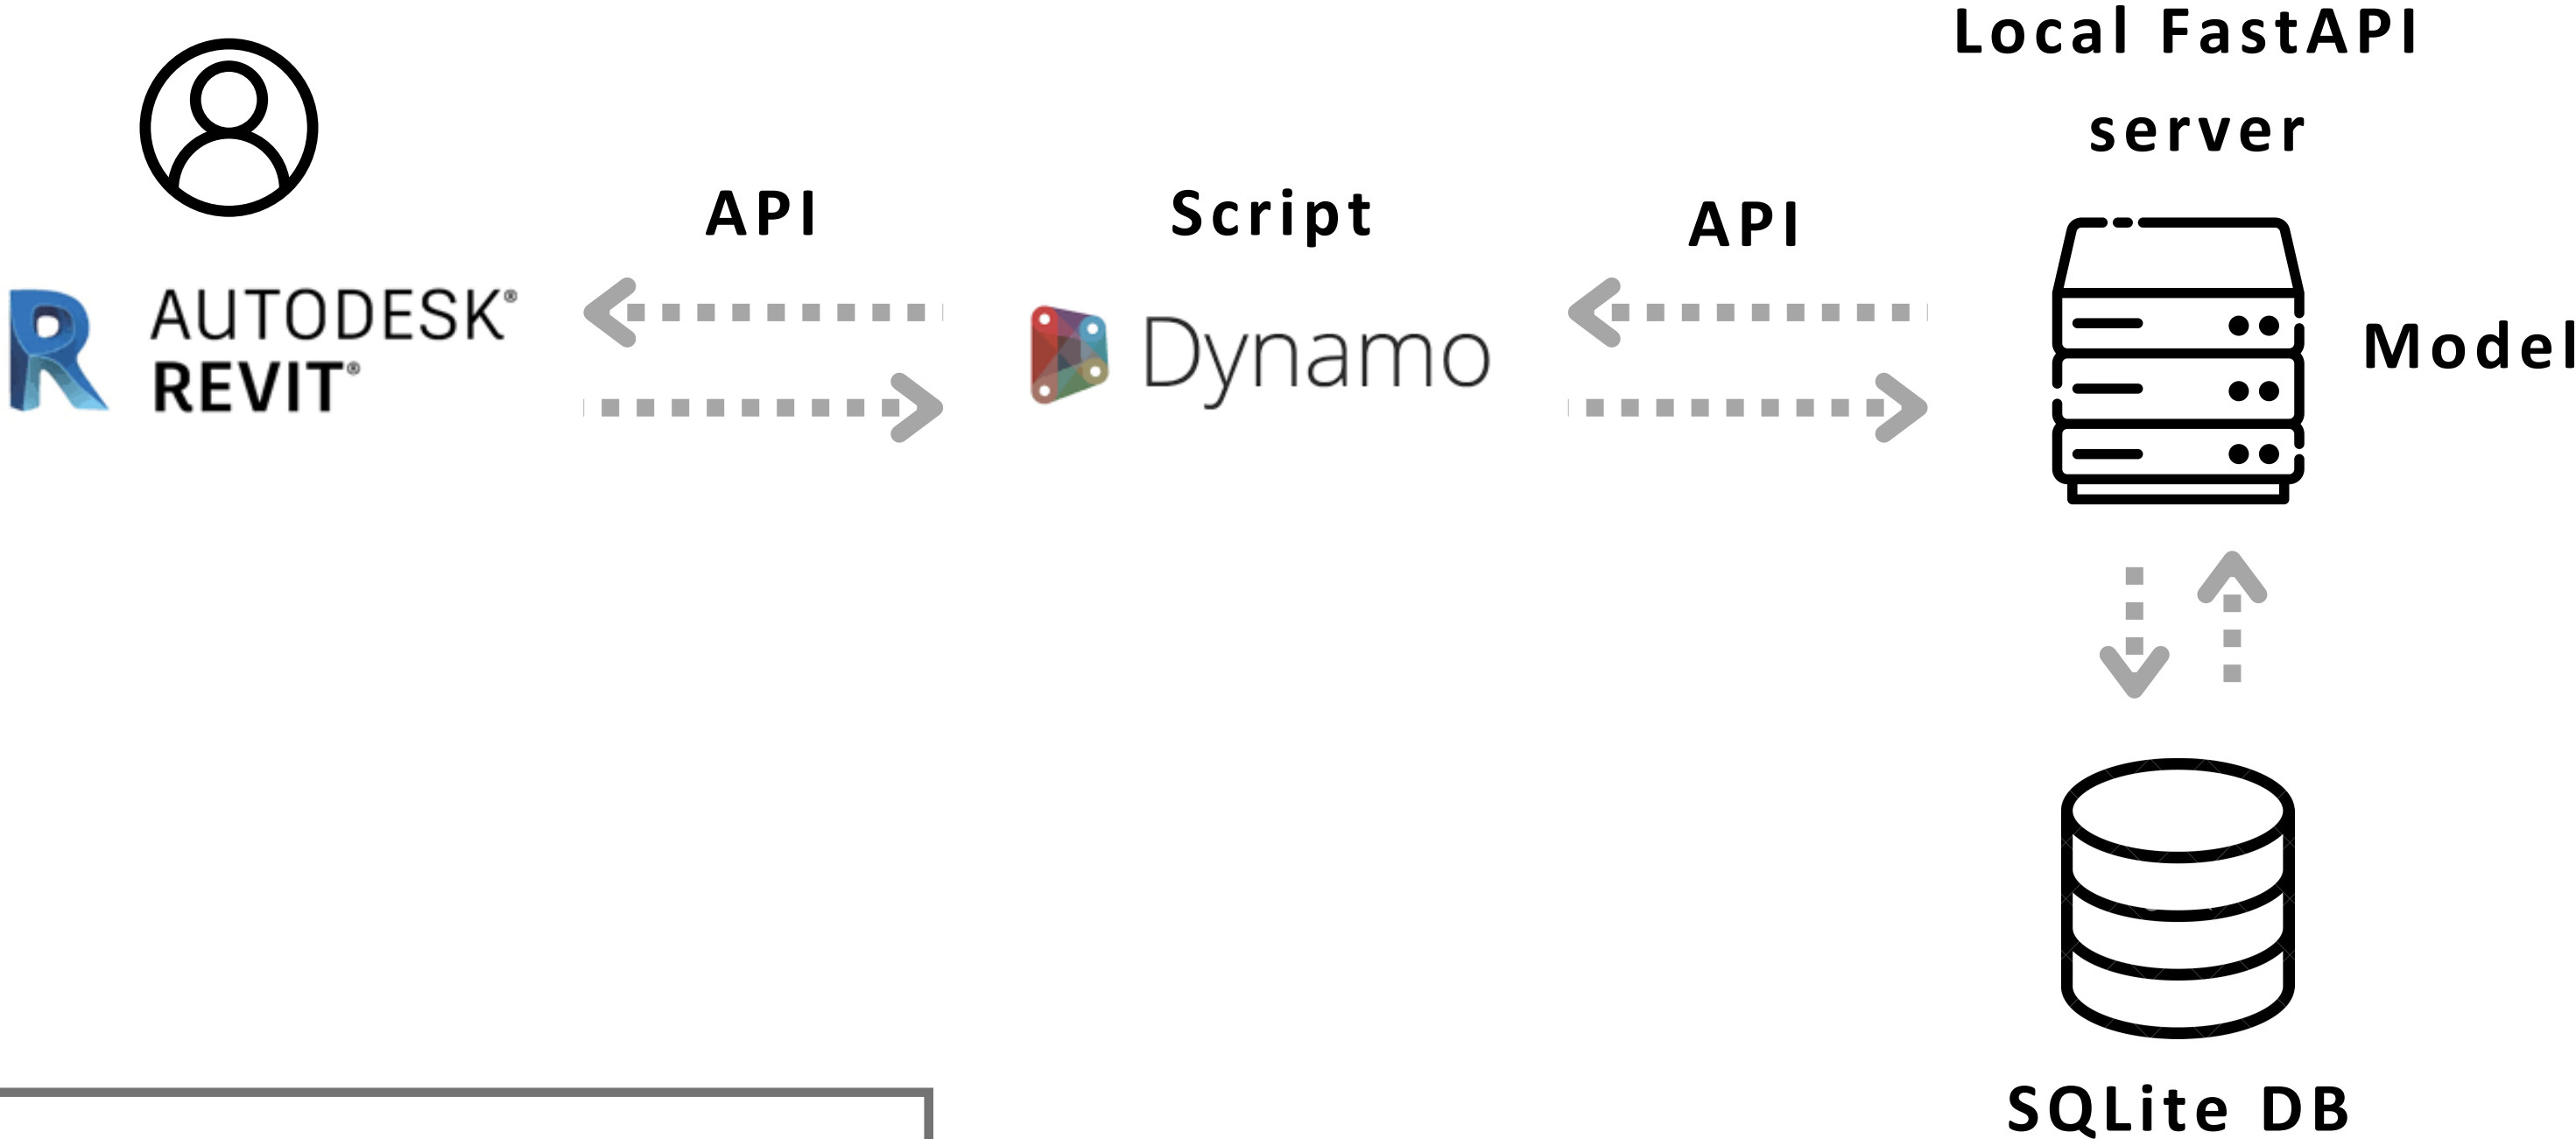 Local FastAPI
server
API
Script
API
AUTODESK®
REVIT®
Dynamo
Model
SQLite DB